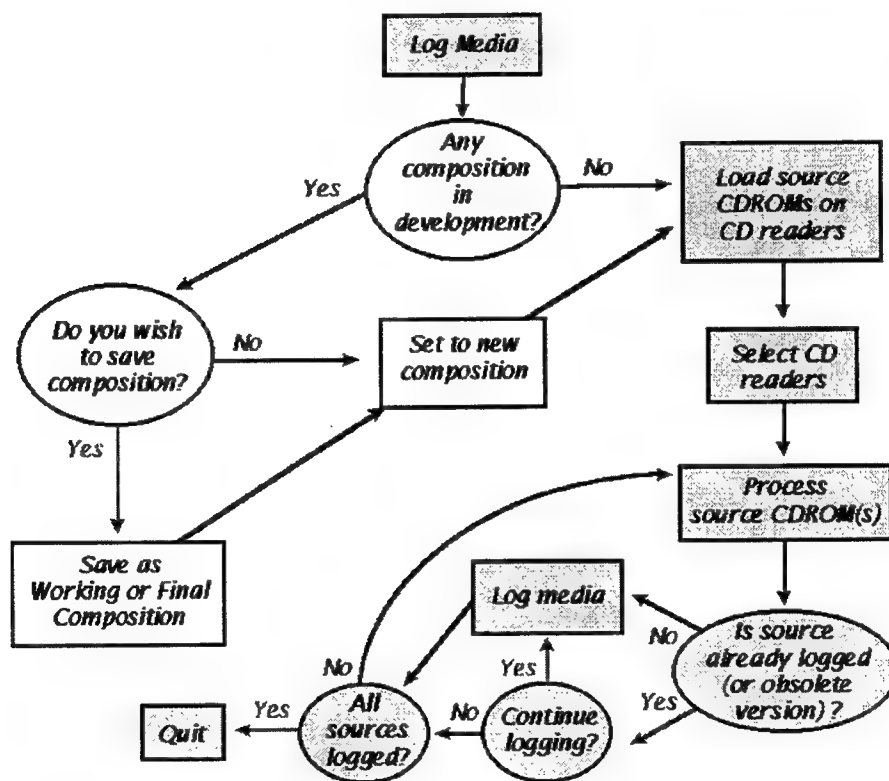 Log Media
Any
composition
in
development?
Yes
No
Load source
CDROMs on
CD readers
Do you wish
to save
composition?
No
Set to new
composition
Select CD
readers
Yes
Process
source CDROM(s)
Save as
Working or Final
Composition
Log media
No
Is source
already logged
(or obsolete
version) ?
Yes
No
Yes
Quit
Yes
All
sources
logged?
No
Continue
logging?